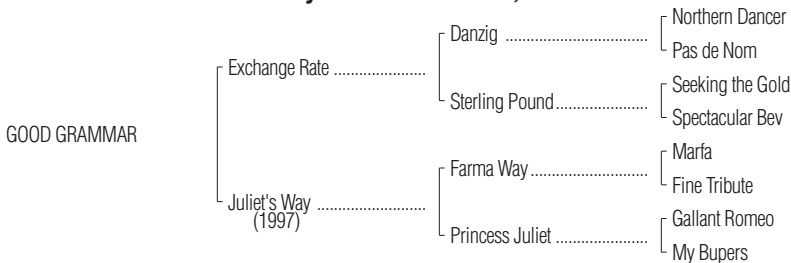 Northern Dancer
Danzig ..............................
Pas de Nom
Exchange Rate .......................
Seeking the Gold
Sterling Pound.......................
Spectacular Bev
GOOD GRAMMAR
Marfa
Farma Way ..............................
Fine Tribute
Juliet's Way ...........................
(1997)
Gallant Romeo
Princess Juliet .......................
My Bupers